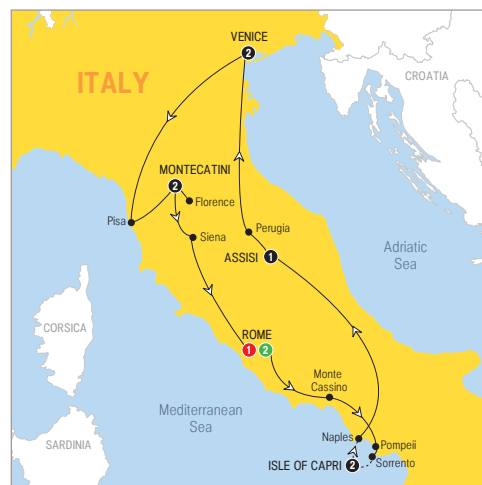 VENICE
2
CROATIA
ITALY
MONTECATINI
2
Florence
Pisa
Siena
Perugia
ASSISI
1
Adriatic
Sea
CORSICA
ROME
1
2
Monte
Cassino
Mediterranean
Sea
Naples
Pompeii
SARDINIA
ISLE OF CAPRI
2
Sorrento